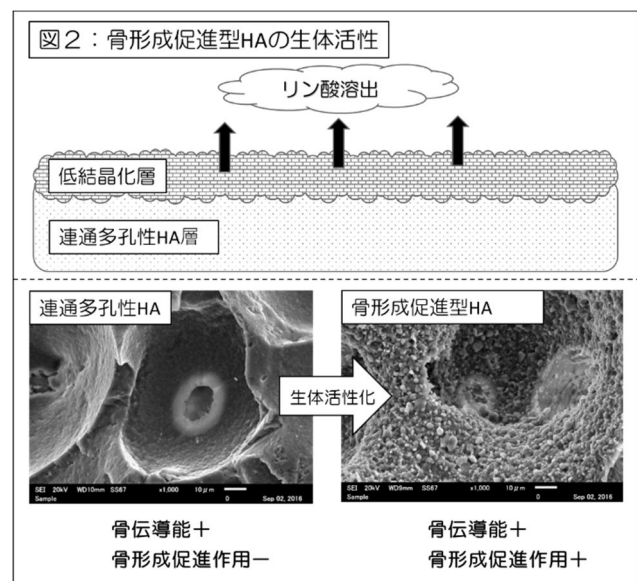 図2：骨形成促進型HAの生体活性
リン酸溶出
低結晶化層
連通多孔性HA層
連通多孔性HA
骨形成促進型HA
生体活性化
SEI 20kV WD10mm SS67 x1,000 10μm
Sample 0 Sep 02, 2016
SEI 20kV WD9mm SS67 x1,000 10μm
Sample 0 Sep 02, 2016
骨伝導能＋
骨形成促進作用－
骨伝導能＋
骨形成促進作用＋